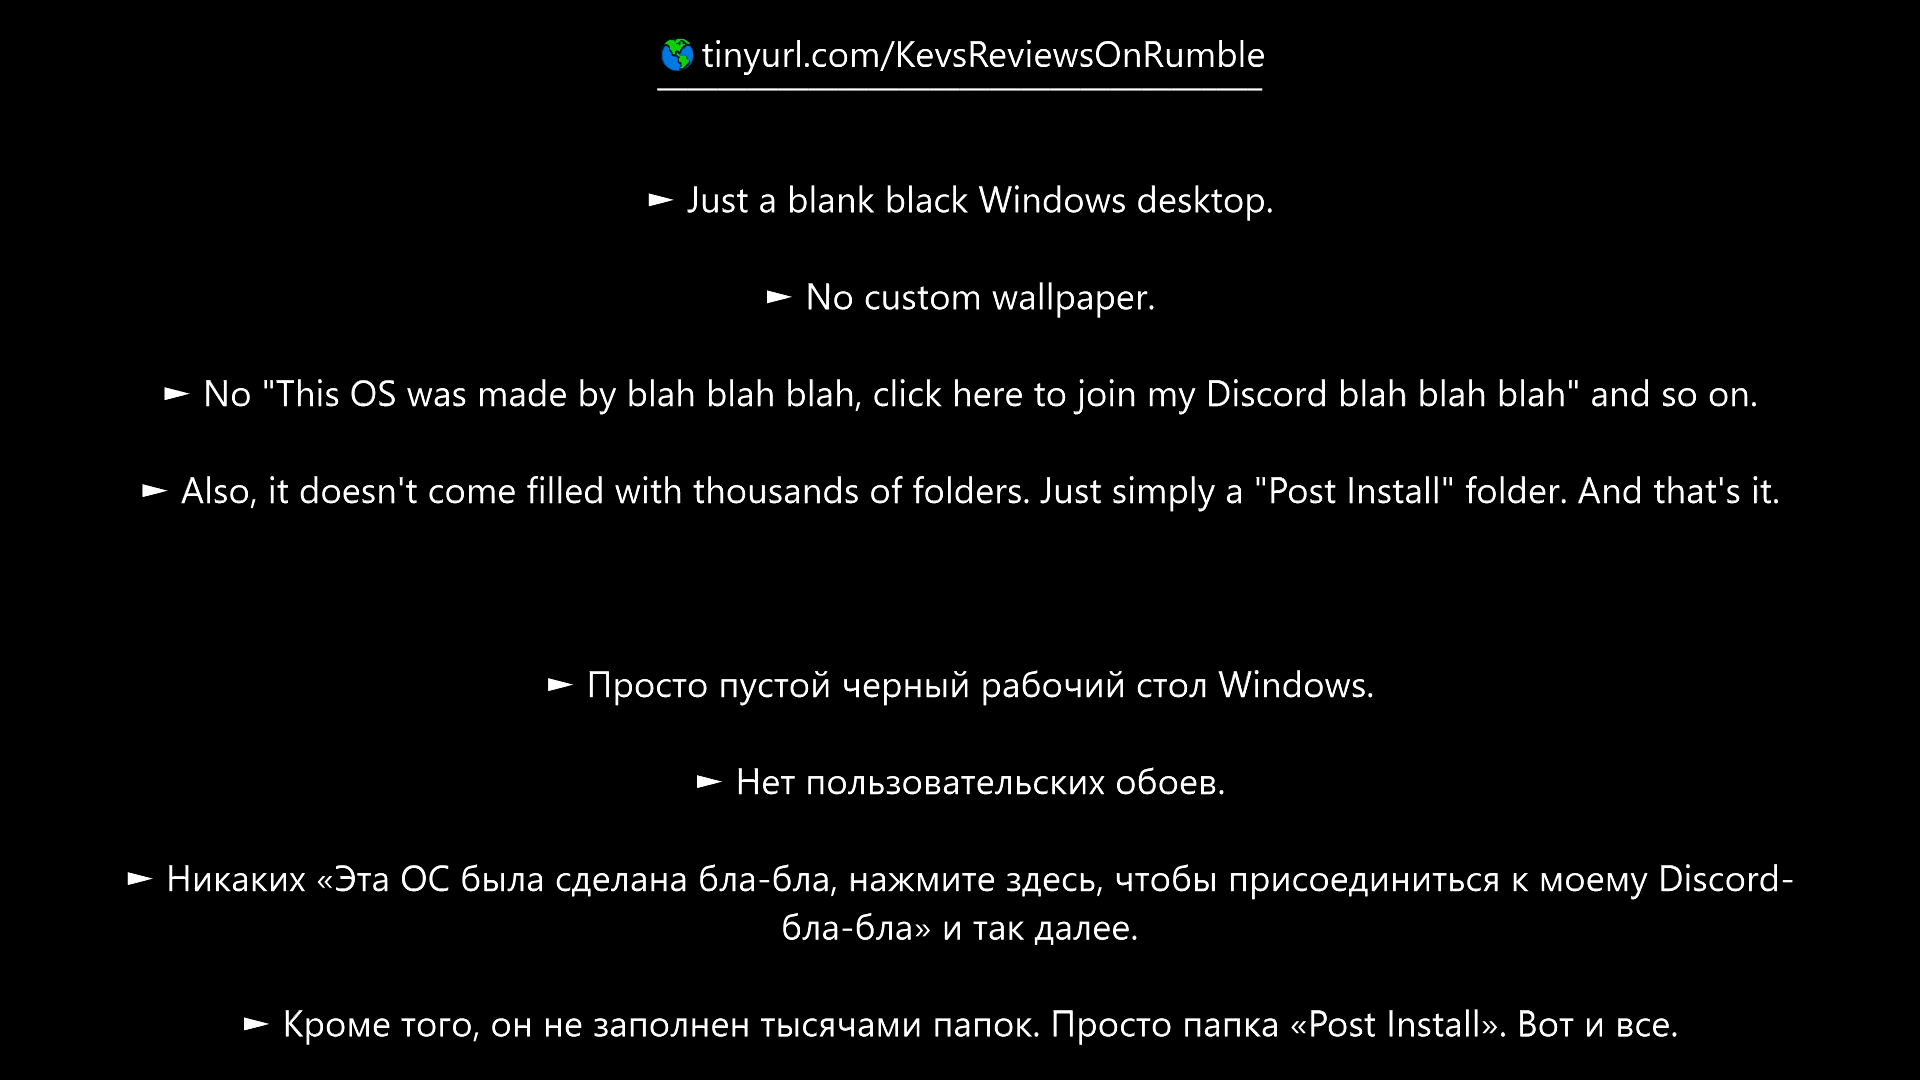 🌎 tinyurl.com/KevsReviewsOnRumble
► Just a blank black Windows desktop.
► No custom wallpaper.
► No "This OS was made by blah blah blah, click here to join my Discord blah blah blah" and so on.
► Also, it doesn't come filled with thousands of folders. Just simply a "Post Install" folder. And that's it.
► Просто пустой черный рабочий стол Windows.
► Нет пользовательских обоев.
► Никаких «Эта ОС была сделана бла-бла, нажмите здесь, чтобы присоединиться к моему Discord-
бла-бла» и так далее.
► Кроме того, он не заполнен тысячами папок. Просто папка «Post Install». Вот и все.